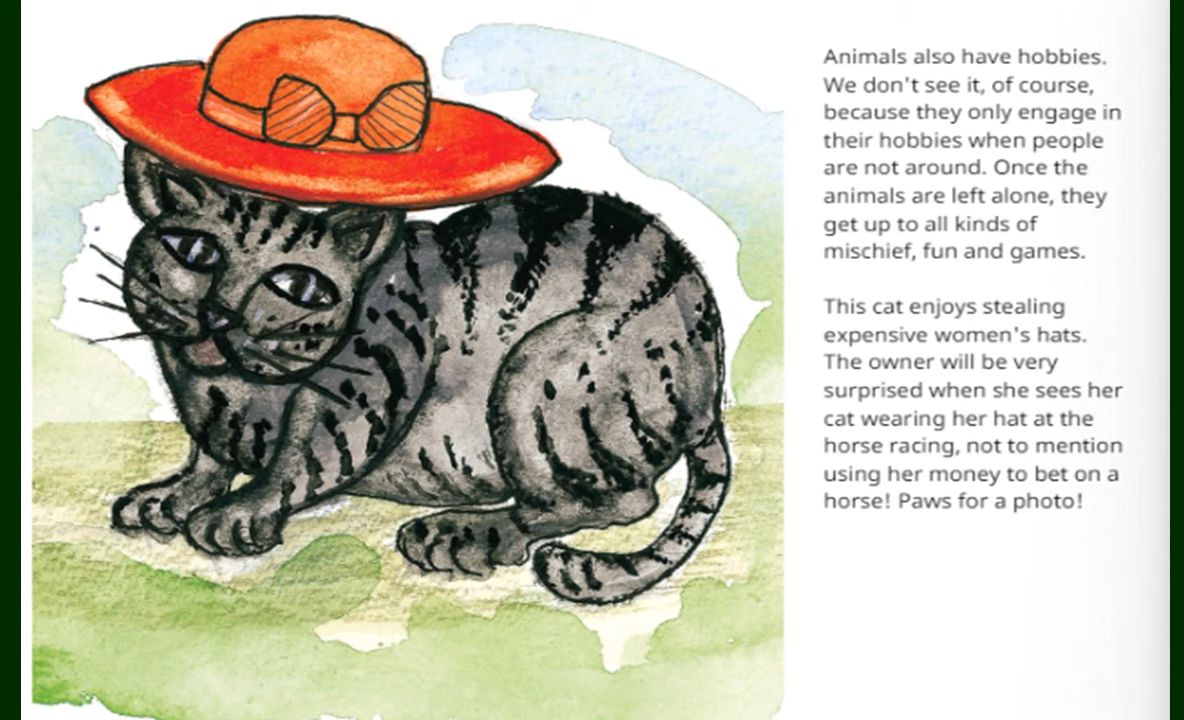 Animals also have hobbies.
We don't see it, of course,
because they only engage in
their hobbies when people
are not around. Once the
animals are left alone, they
get up to all kinds of
mischief, fun and games.
This cat enjoys stealing
expensive women's hats.
The owner will be very
surprised when she sees her
cat wearing her hat at the
horse racing, not to mention
using her money to bet on a
horse! Paws for a photo!